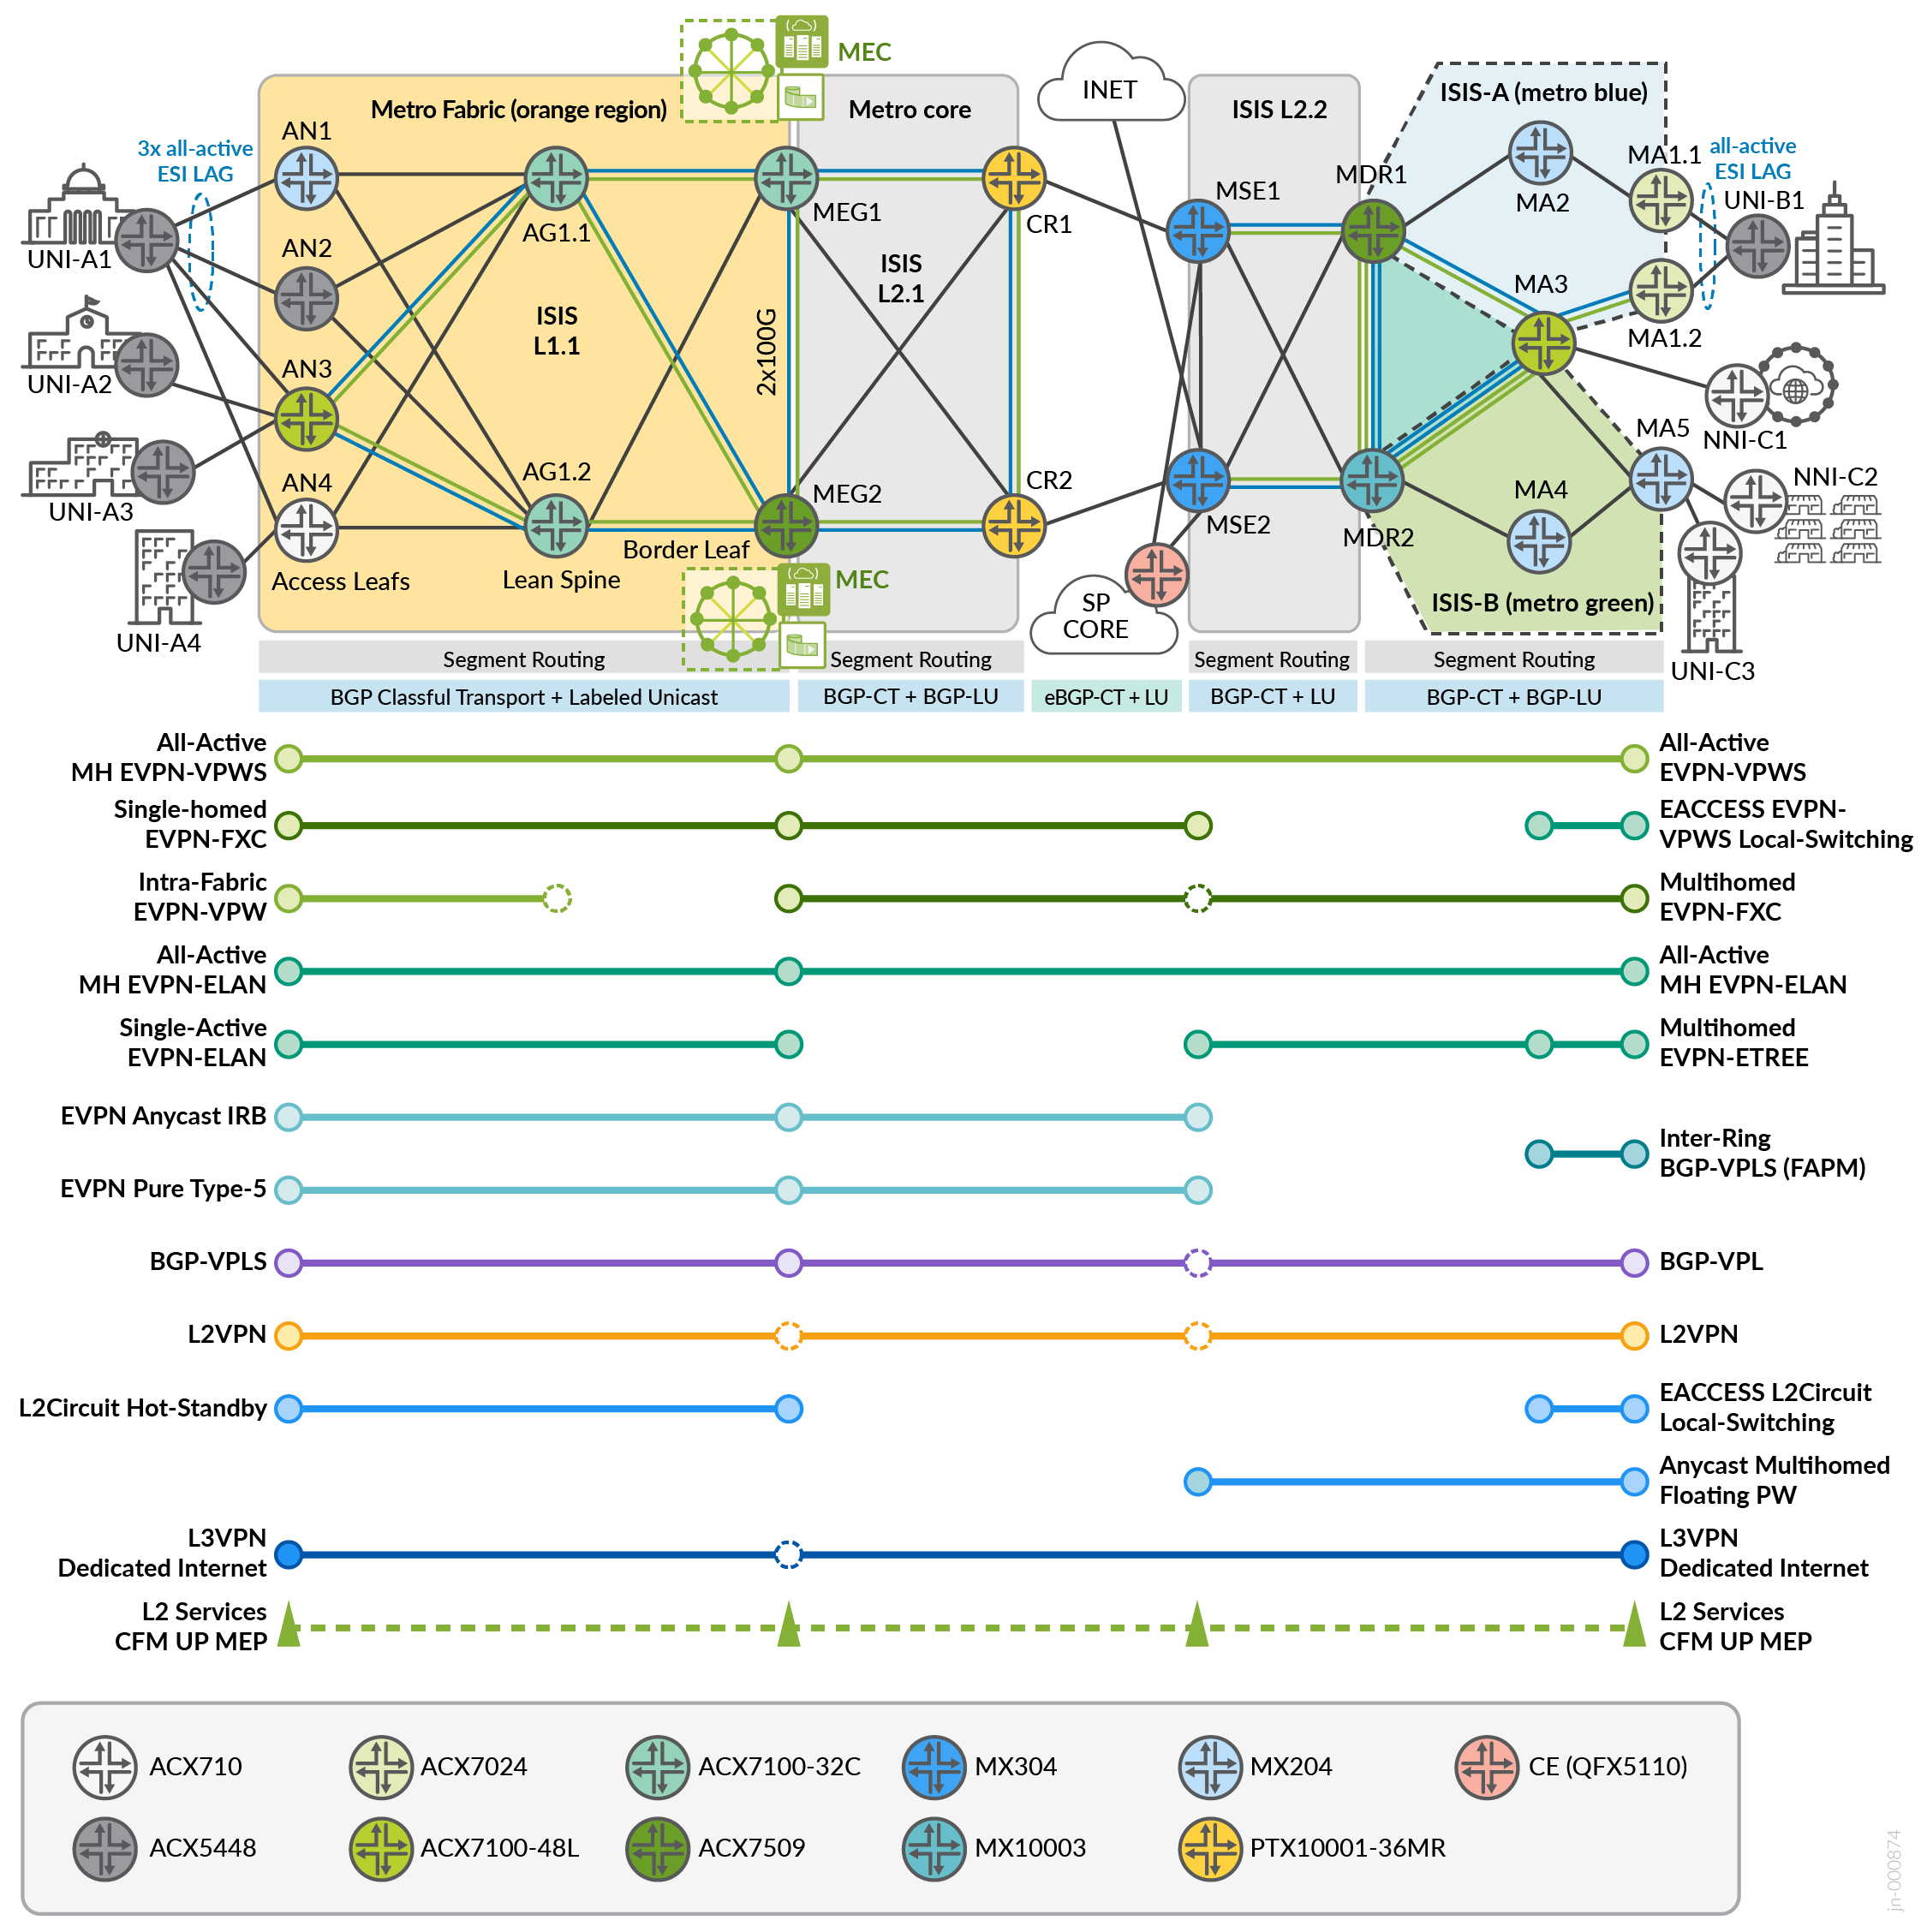 MEC
Metro Fabric (orange region)
Metro core
INET
ISIS L2.2
ISIS-A (metro blue)
3x all-active
ESI LAG
AN1
MA1.1
all-active
ESI LAG
MDR1
MSE1
MA2
UNI-B1
MEG1
CR1
AG1.1
UNI-A1
AN2
ISIS
L2.1
MA3
ISIS
L1.1
2x100G
MA1.2
AN3
UNI-A2
NNI-C1
MA5
AG1.2
CR2
NNI-C2
AN4
MEG2
MA4
UNI-A3
MSE2
MDR2
Border Leaf
Access Leafs
Lean Spine
MEC
SP
CORE
ISIS-B (metro green)
UNI-A4
UNI-C3
Segment Routing
Segment Routing
Segment Routing
Segment Routing
BGP Classful Transport + Labeled Unicast
BGP-CT + BGP-LU
eBGP-CT + LU
BGP-CT + LU
BGP-CT + BGP-LU
All-Active
MH EVPN-VPWS
All-Active
EVPN-VPWS
Single-homed
EVPN-FXC
EACCESS EVPN-
VPWS Local-Switching
Intra-Fabric
EVPN-VPW
Multihomed
EVPN-FXC
All-Active
MH EVPN-ELAN
All-Active
MH EVPN-ELAN
Single-Active
EVPN-ELAN
Multihomed
EVPN-ETREE
EVPN Anycast IRB
Inter-Ring
BGP-VPLS (FAPM)
EVPN Pure Type-5
BGP-VPLS
BGP-VPL
L2VPN
L2VPN
L2Circuit Hot-Standby
EACCESS L2Circuit
Local-Switching
Anycast Multihomed
Floating PW
L3VPN
Dedicated Internet
L3VPN
Dedicated Internet
L2 Services
CFM UP MEP
L2 Services
CFM UP MEP
ACX710
ACX7024
ACX7100-32C
MX304
MX204
CE (QFX5110)
ACX5448
ACX7100-48L
ACX7509
MX10003
PTX10001-36MR
jn-000874